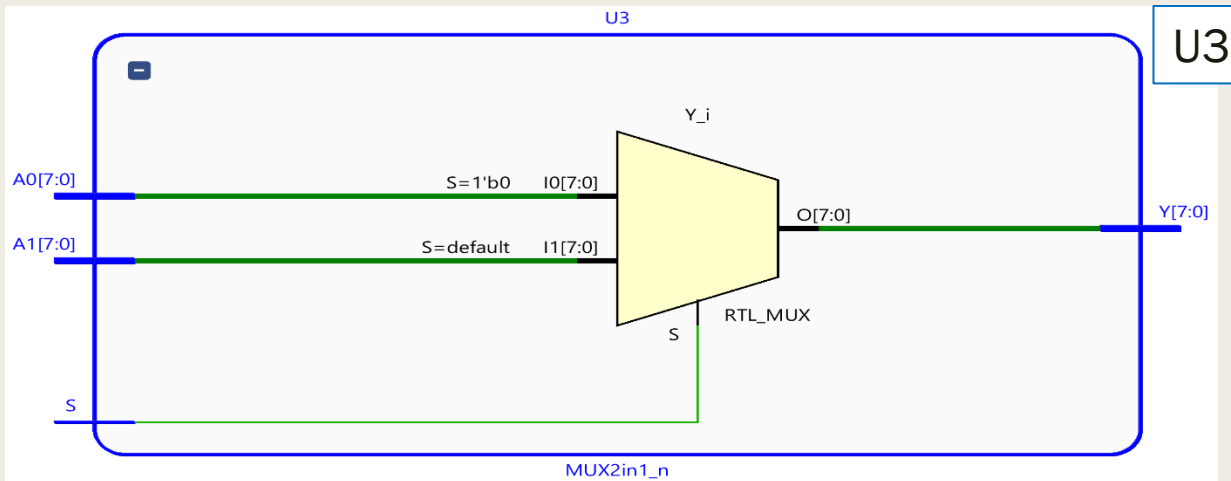 U3
U3
Y_i
A0[7:0]
S=1'b0
I0[7:0]
O[7:0]
Y[7:0]
A1[7:0]
S=default
I1[7:0]
RTL_MUX
S
S
MUX2in1_n